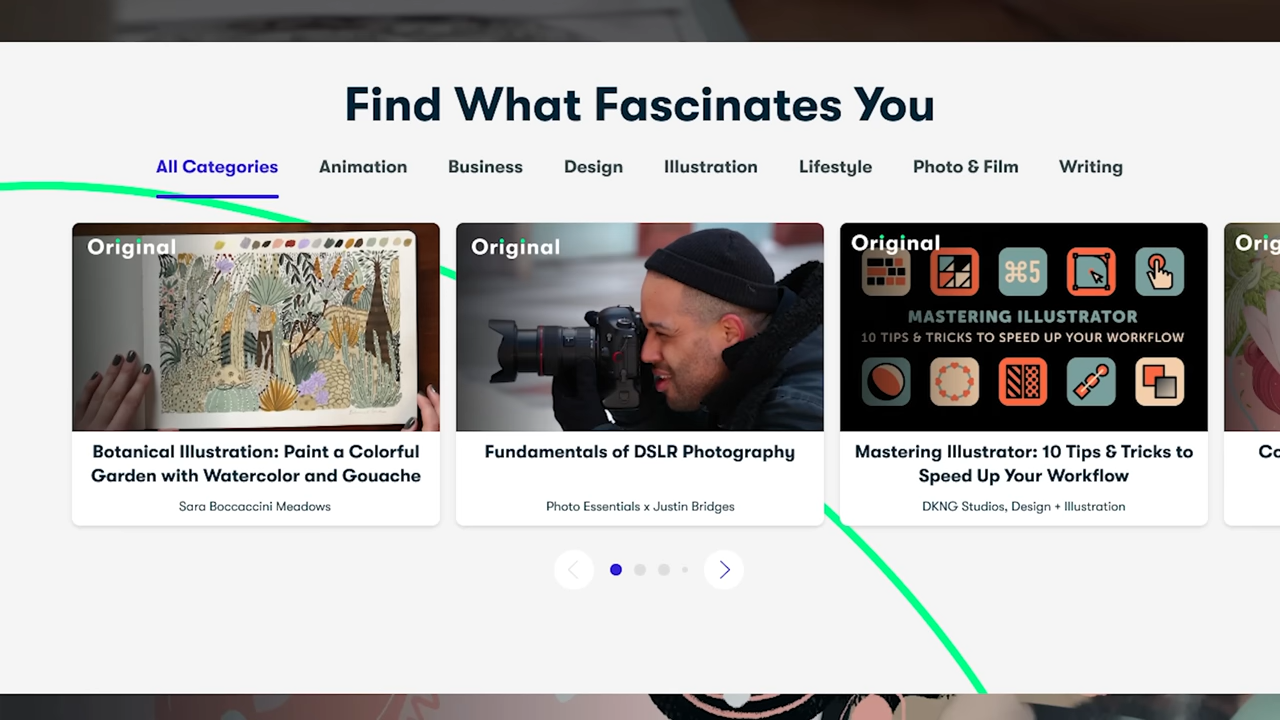 Find What Fascinates You
All Categories Animation Business Design Illustration Lifestyle Photo & Film Writing
Original
Botanical Illustration: Paint a Colorful
Garden with Watercolor and Gouache
Sara Boccaccini Meadows
Original
Fundamentals of DSLR Photography
Photo Essentials x Justin Bridges
Original
⌘5
MASTERING ILLUSTRATOR
10 TIPS & TRICKS TO SPEED UP YOUR WORKFLOW
Mastering Illustrator: 10 Tips & Tricks to
Speed Up Your Workflow
DKNG Studios, Design + Illustration